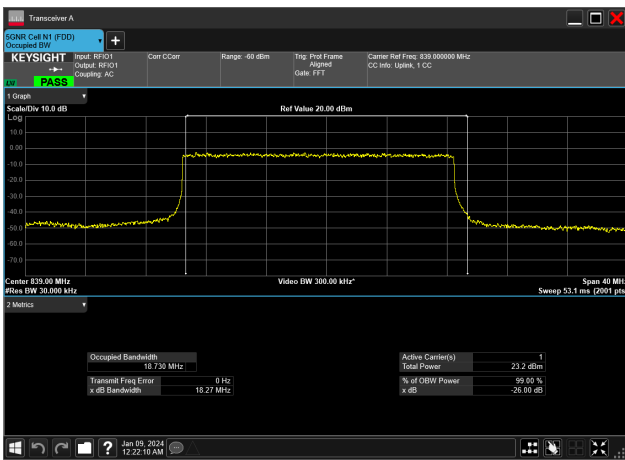 Transceiver A
5GNR Cell N1 (FDD)
Occupied BW
+
KEYSIGHT
Input: RFIO1
Output: RFIO1
Coupling: AC
Corr CCorr
Range: -60 dBm
Trig: Prot Frame
Aligned
Gate: FFT
Carrier Ref Freq: 839.000000 MHz
CC Info: Uplink, 1 CC
PASS
1 Graph
Scale/Div 10.0 dB
Ref Value 20.00 dBm
Log
10.0
0.00
-10.0
-20.0
-30.0
-40.0
-50.0
-60.0
-70.0
Center 839.00 MHz
Video BW 300.00 kHz*
Span 40 MHz
#Res BW 30.000 kHz
Sweep 53.1 ms (2001 pts
2 Metrics
Occupied Bandwidth
18.730 MHz
Active Carrier(s) 1
Total Power 23.2 dBm
Transmit Freq Error 0 Hz
x dB Bandwidth 18.27 MHz
% of OBW Power 99.00 %
x dB -26.00 dB
?
Jan 09, 2024
12:22:10 AM